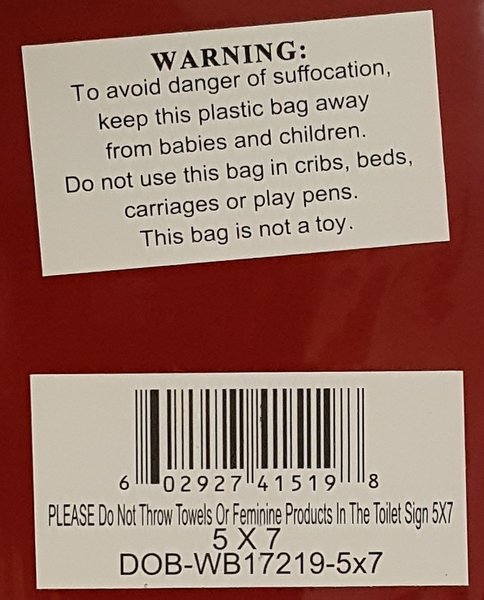 WARNING:
To avoid danger of suffocation,
keep this plastic bag away
from babies and children.
Do not use this bag in cribs, beds,
carriages or play pens.
This bag is not a toy.
6 02927 41519 8
PLEASE Do Not Throw Towels Or Feminine Products In The Toilet Sign 5X7
5 X 7
DOB-WB17219-5x7